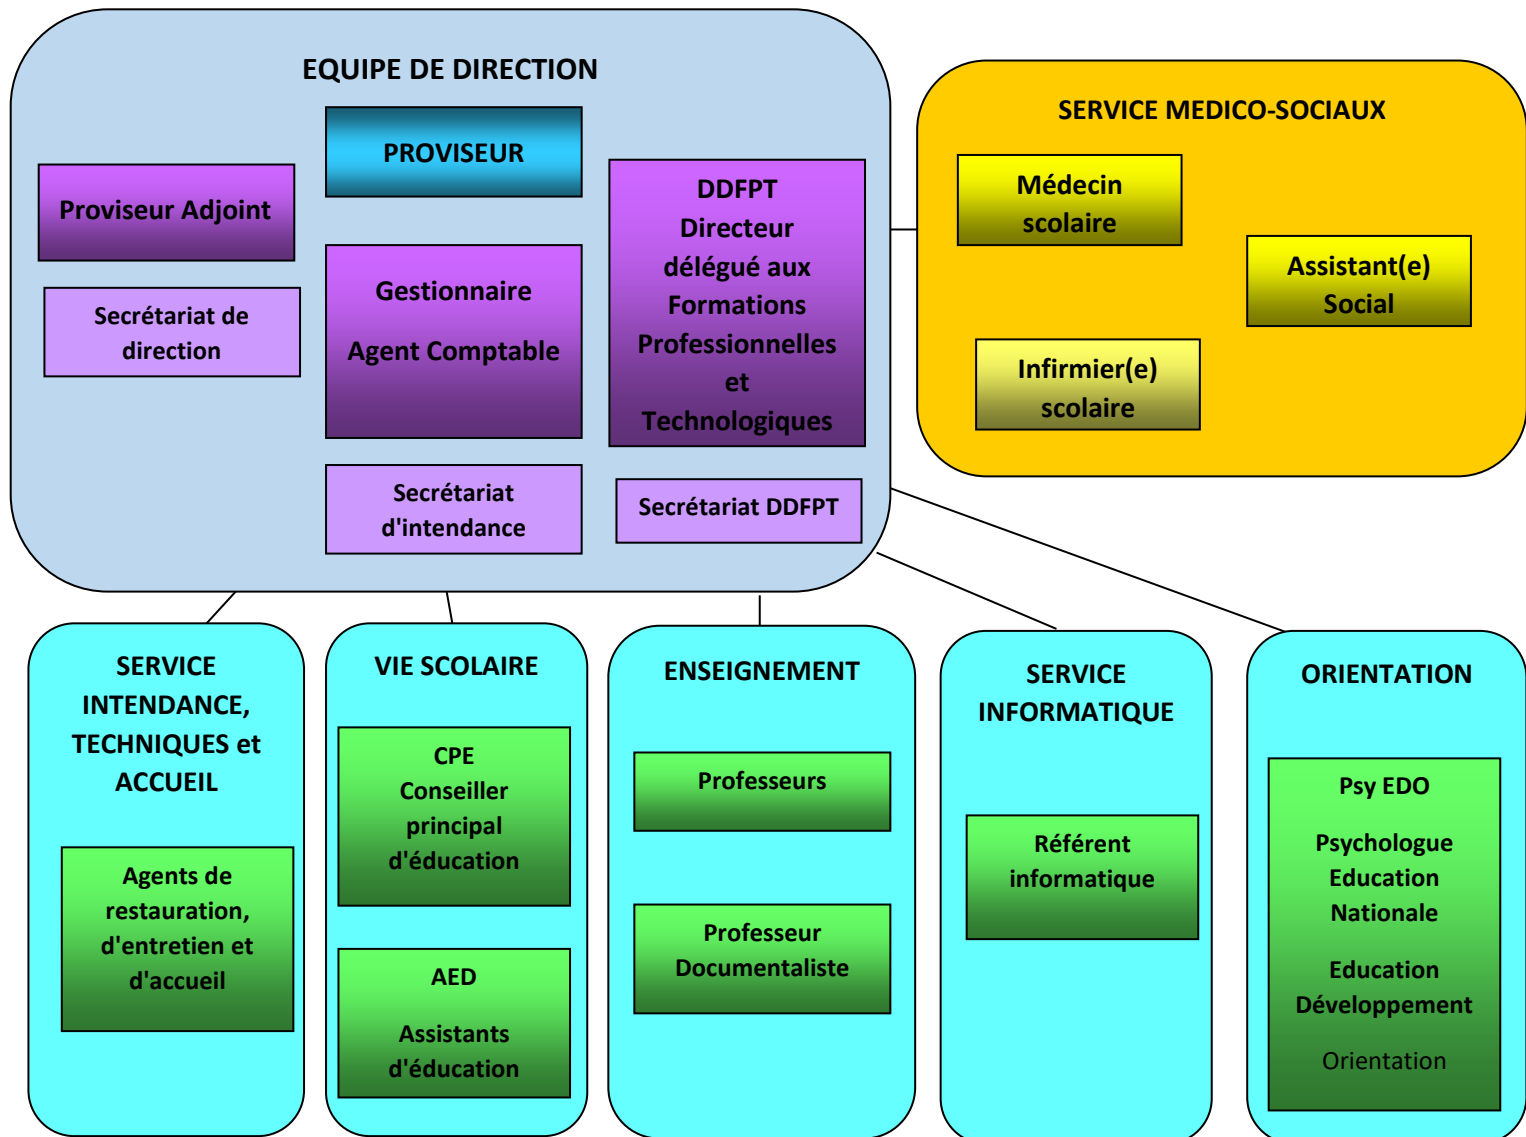 EQUIPE DE DIRECTION
PROVISEUR
Proviseur Adjoint
Secrétariat de
direction
Gestionnaire
Agent Comptable
Secrétariat
d'intendance
DDFPT
Directeur
délégué aux
Formations
Professionnelles
et
Technologiques
Secrétariat DDFPT
SERVICE MEDICO-SOCIAUX
Médecin
scolaire
Assistant(e)
Social
Infirmier(e)
scolaire
SERVICE
INTENDANCE,
TECHNIQUES et
ACCUEIL
Agents de
restauration,
d'entretien et
d'accueil
VIE SCOLAIRE
CPE
Conseiller
principal
d'éducation
AED
Assistants
d'éducation
ENSEIGNEMENT
Professeurs
Professeur
Documentaliste
SERVICE
INFORMATIQUE
Référent
informatique
ORIENTATION
Psy EDO
Psychologue
Education
Nationale
Education
Développement
Orientation